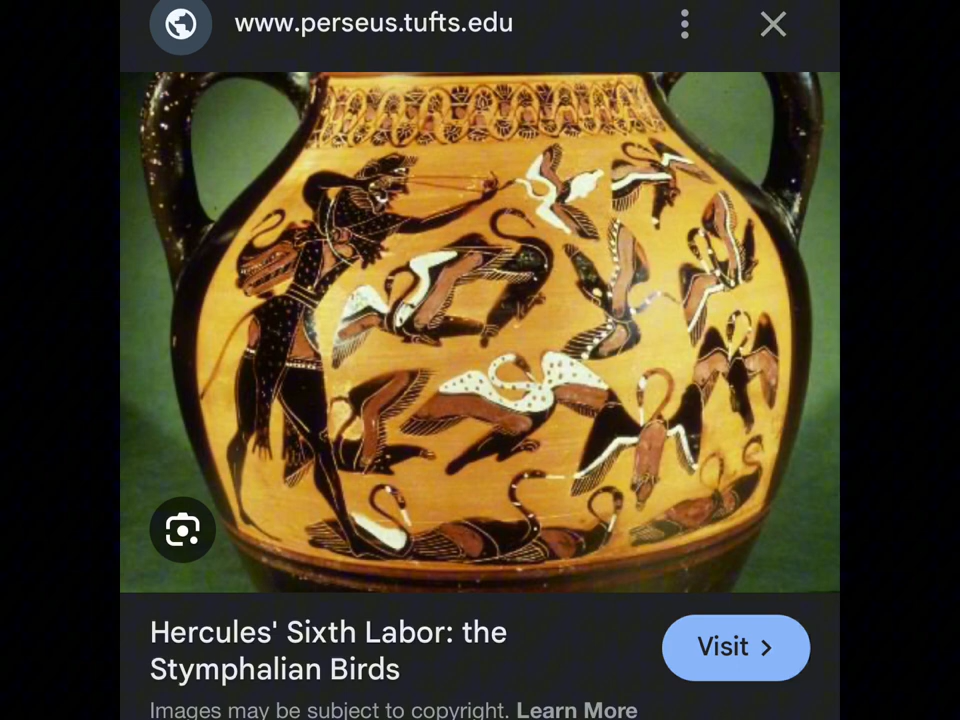 www.perseus.tufts.edu
Hercules' Sixth Labor: the
Stymphalian Birds
Visit
Images may be subject to copyright. Learn More